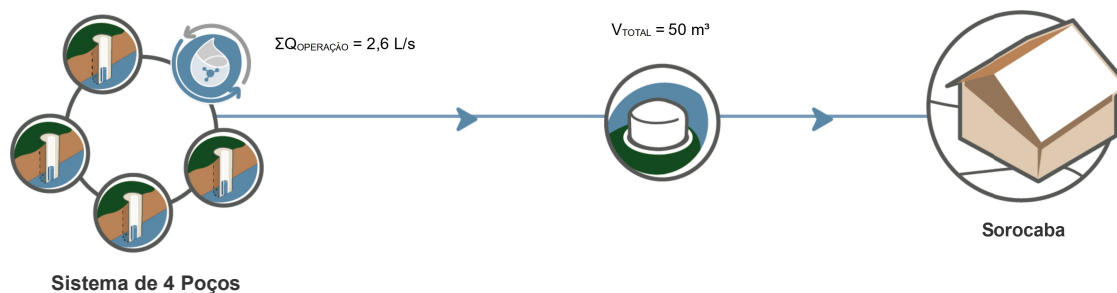 ΣQOPERAÇÃO = 2,6 L/s
VTOTAL = 50 m³
Sorocaba
Sistema de 4 Poços